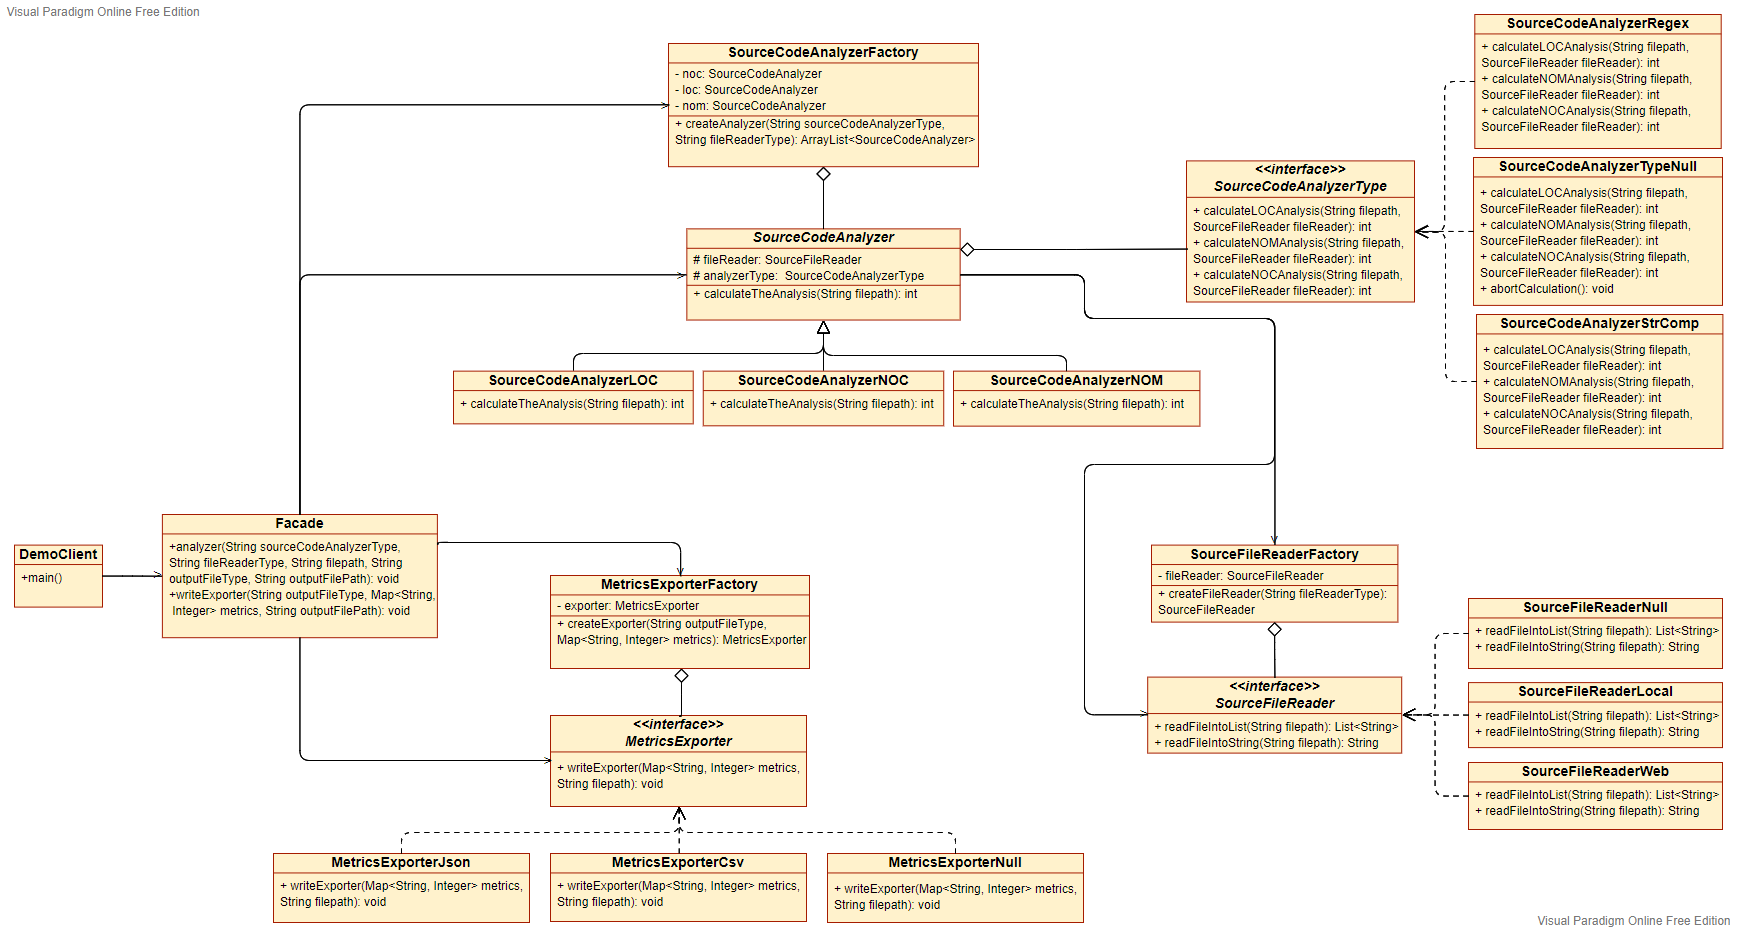 Visual Paradigm Online Free Edition
SourceCodeAnalyzerFactory
- noc: SourceCodeAnalyzer
- loc: SourceCodeAnalyzer
- nom: SourceCodeAnalyzer
+ createAnalyzer(String sourceCodeAnalyzerType,
String fileReaderType): ArrayList<SourceCodeAnalyzer>
SourceCodeAnalyzer
# fileReader: SourceFileReader
# analyzerType: SourceCodeAnalyzerType
+ calculateTheAnalysis(String filepath): int
SourceCodeAnalyzerLOC
+ calculateTheAnalysis(String filepath): int
SourceCodeAnalyzerNOC
+ calculateTheAnalysis(String filepath): int
SourceCodeAnalyzerNOM
+ calculateTheAnalysis(String filepath): int
<<interface>>
SourceCodeAnalyzerType
+ calculateLOCAnalysis(String filepath,
SourceFileReader fileReader): int
+ calculateNOMAnalysis(String filepath,
SourceFileReader fileReader): int
+ calculateNOCAnalysis(String filepath,
SourceFileReader fileReader): int
SourceCodeAnalyzerRegex
+ calculateLOCAnalysis(String filepath,
SourceFileReader fileReader): int
+ calculateNOMAnalysis(String filepath,
SourceFileReader fileReader): int
+ calculateNOCAnalysis(String filepath,
SourceFileReader fileReader): int
SourceCodeAnalyzerTypeNull
+ calculateLOCAnalysis(String filepath,
SourceFileReader fileReader): int
+ calculateNOMAnalysis(String filepath,
SourceFileReader fileReader): int
+ calculateNOCAnalysis(String filepath,
SourceFileReader fileReader): int
+ abortCalculation(): void
SourceCodeAnalyzerStrComp
+ calculateLOCAnalysis(String filepath,
SourceFileReader fileReader): int
+ calculateNOMAnalysis(String filepath,
SourceFileReader fileReader): int
+ calculateNOCAnalysis(String filepath,
SourceFileReader fileReader): int
DemoClient
+main()
Facade
+analyzer(String sourceCodeAnalyzerType,
String fileReaderType, String filepath, String
outputFileType, String outputFilePath): void
+writeExporter(String outputFileType, Map<String,
Integer> metrics, String outputFilePath): void
MetricsExporterFactory
- exporter: MetricsExporter
+ createExporter(String outputFileType,
Map<String, Integer> metrics): MetricsExporter
<<interface>>
MetricsExporter
+ writeExporter(Map<String, Integer> metrics,
String filepath): void
MetricsExporterJson
+ writeExporter(Map<String, Integer> metrics,
String filepath): void
MetricsExporterCsv
+ writeExporter(Map<String, Integer> metrics,
String filepath): void
MetricsExporterNull
+ writeExporter(Map<String, Integer> metrics,
String filepath): void
SourceFileReaderFactory
- fileReader: SourceFileReader
+ createFileReader(String fileReaderType):
SourceFileReader
<<interface>>
SourceFileReader
+ readFileIntoList(String filepath): List<String>
+ readFileIntoString(String filepath): String
SourceFileReaderNull
+ readFileIntoList(String filepath): List<String>
+ readFileIntoString(String filepath): String
SourceFileReaderLocal
+ readFileIntoList(String filepath): List<String>
+ readFileIntoString(String filepath): String
SourceFileReaderWeb
+ readFileIntoList(String filepath): List<String>
+ readFileIntoString(String filepath): String
Visual Paradigm Online Free Edition